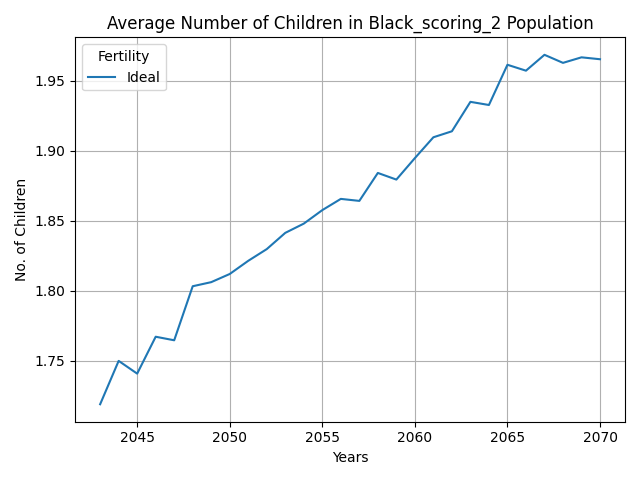 Average Number of Children in Black_scoring_2 Population
Fertility
Ideal
No. of Children
1.95
1.90
1.85
1.80
1.75
2045 2050 2055 2060 2065 2070
Years